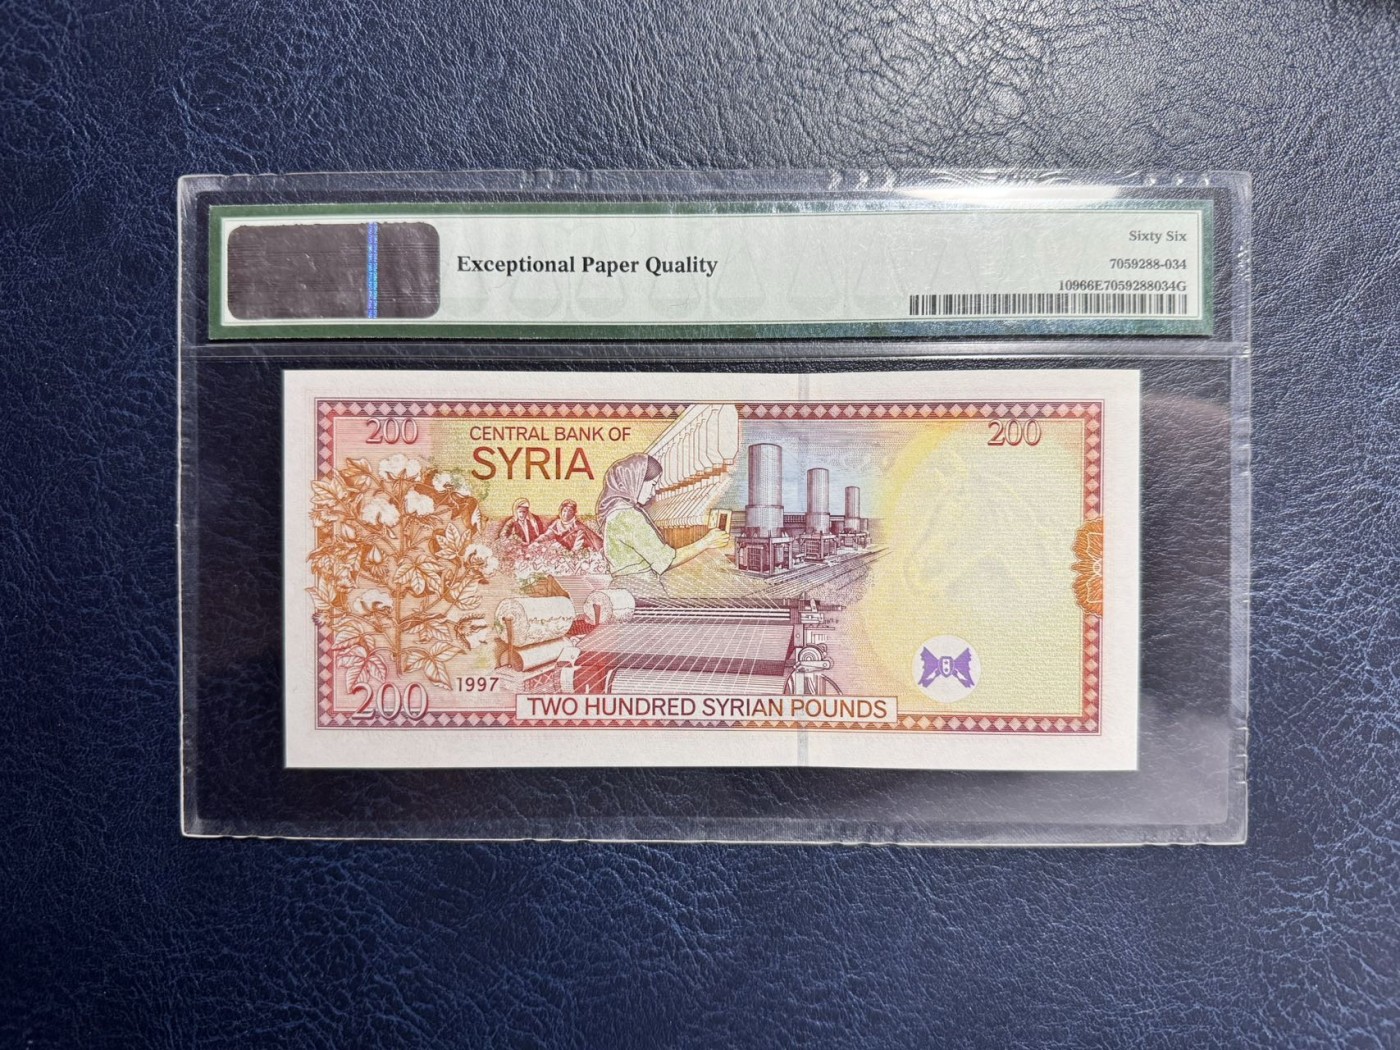 Exceptional Paper Quality
Sixty Six
7059288-034
10966E7059288034G
200
CENTRAL BANK OF
SYRIA
200
200
1997
TWO HUNDRED SYRIAN POUNDS